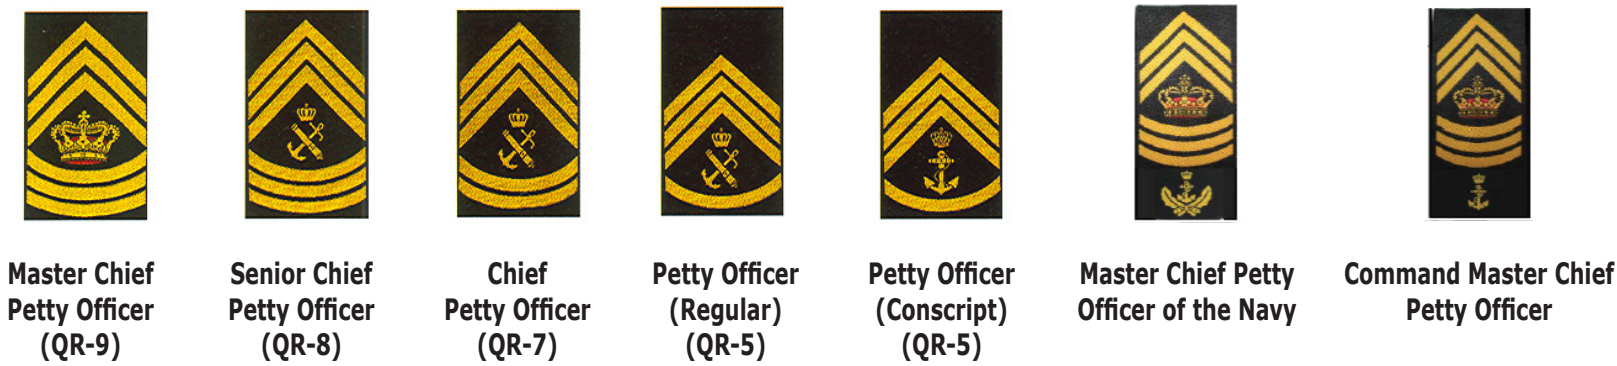 Master Chief
Petty Officer
(QR-9)
Senior Chief
Petty Officer
(QR-8)
Chief
Petty Officer
(QR-7)
Petty Officer
(Regular)
(QR-5)
Petty Officer
(Conscript)
(QR-5)
Master Chief Petty
Officer of the Navy
Command Master Chief
Petty Officer